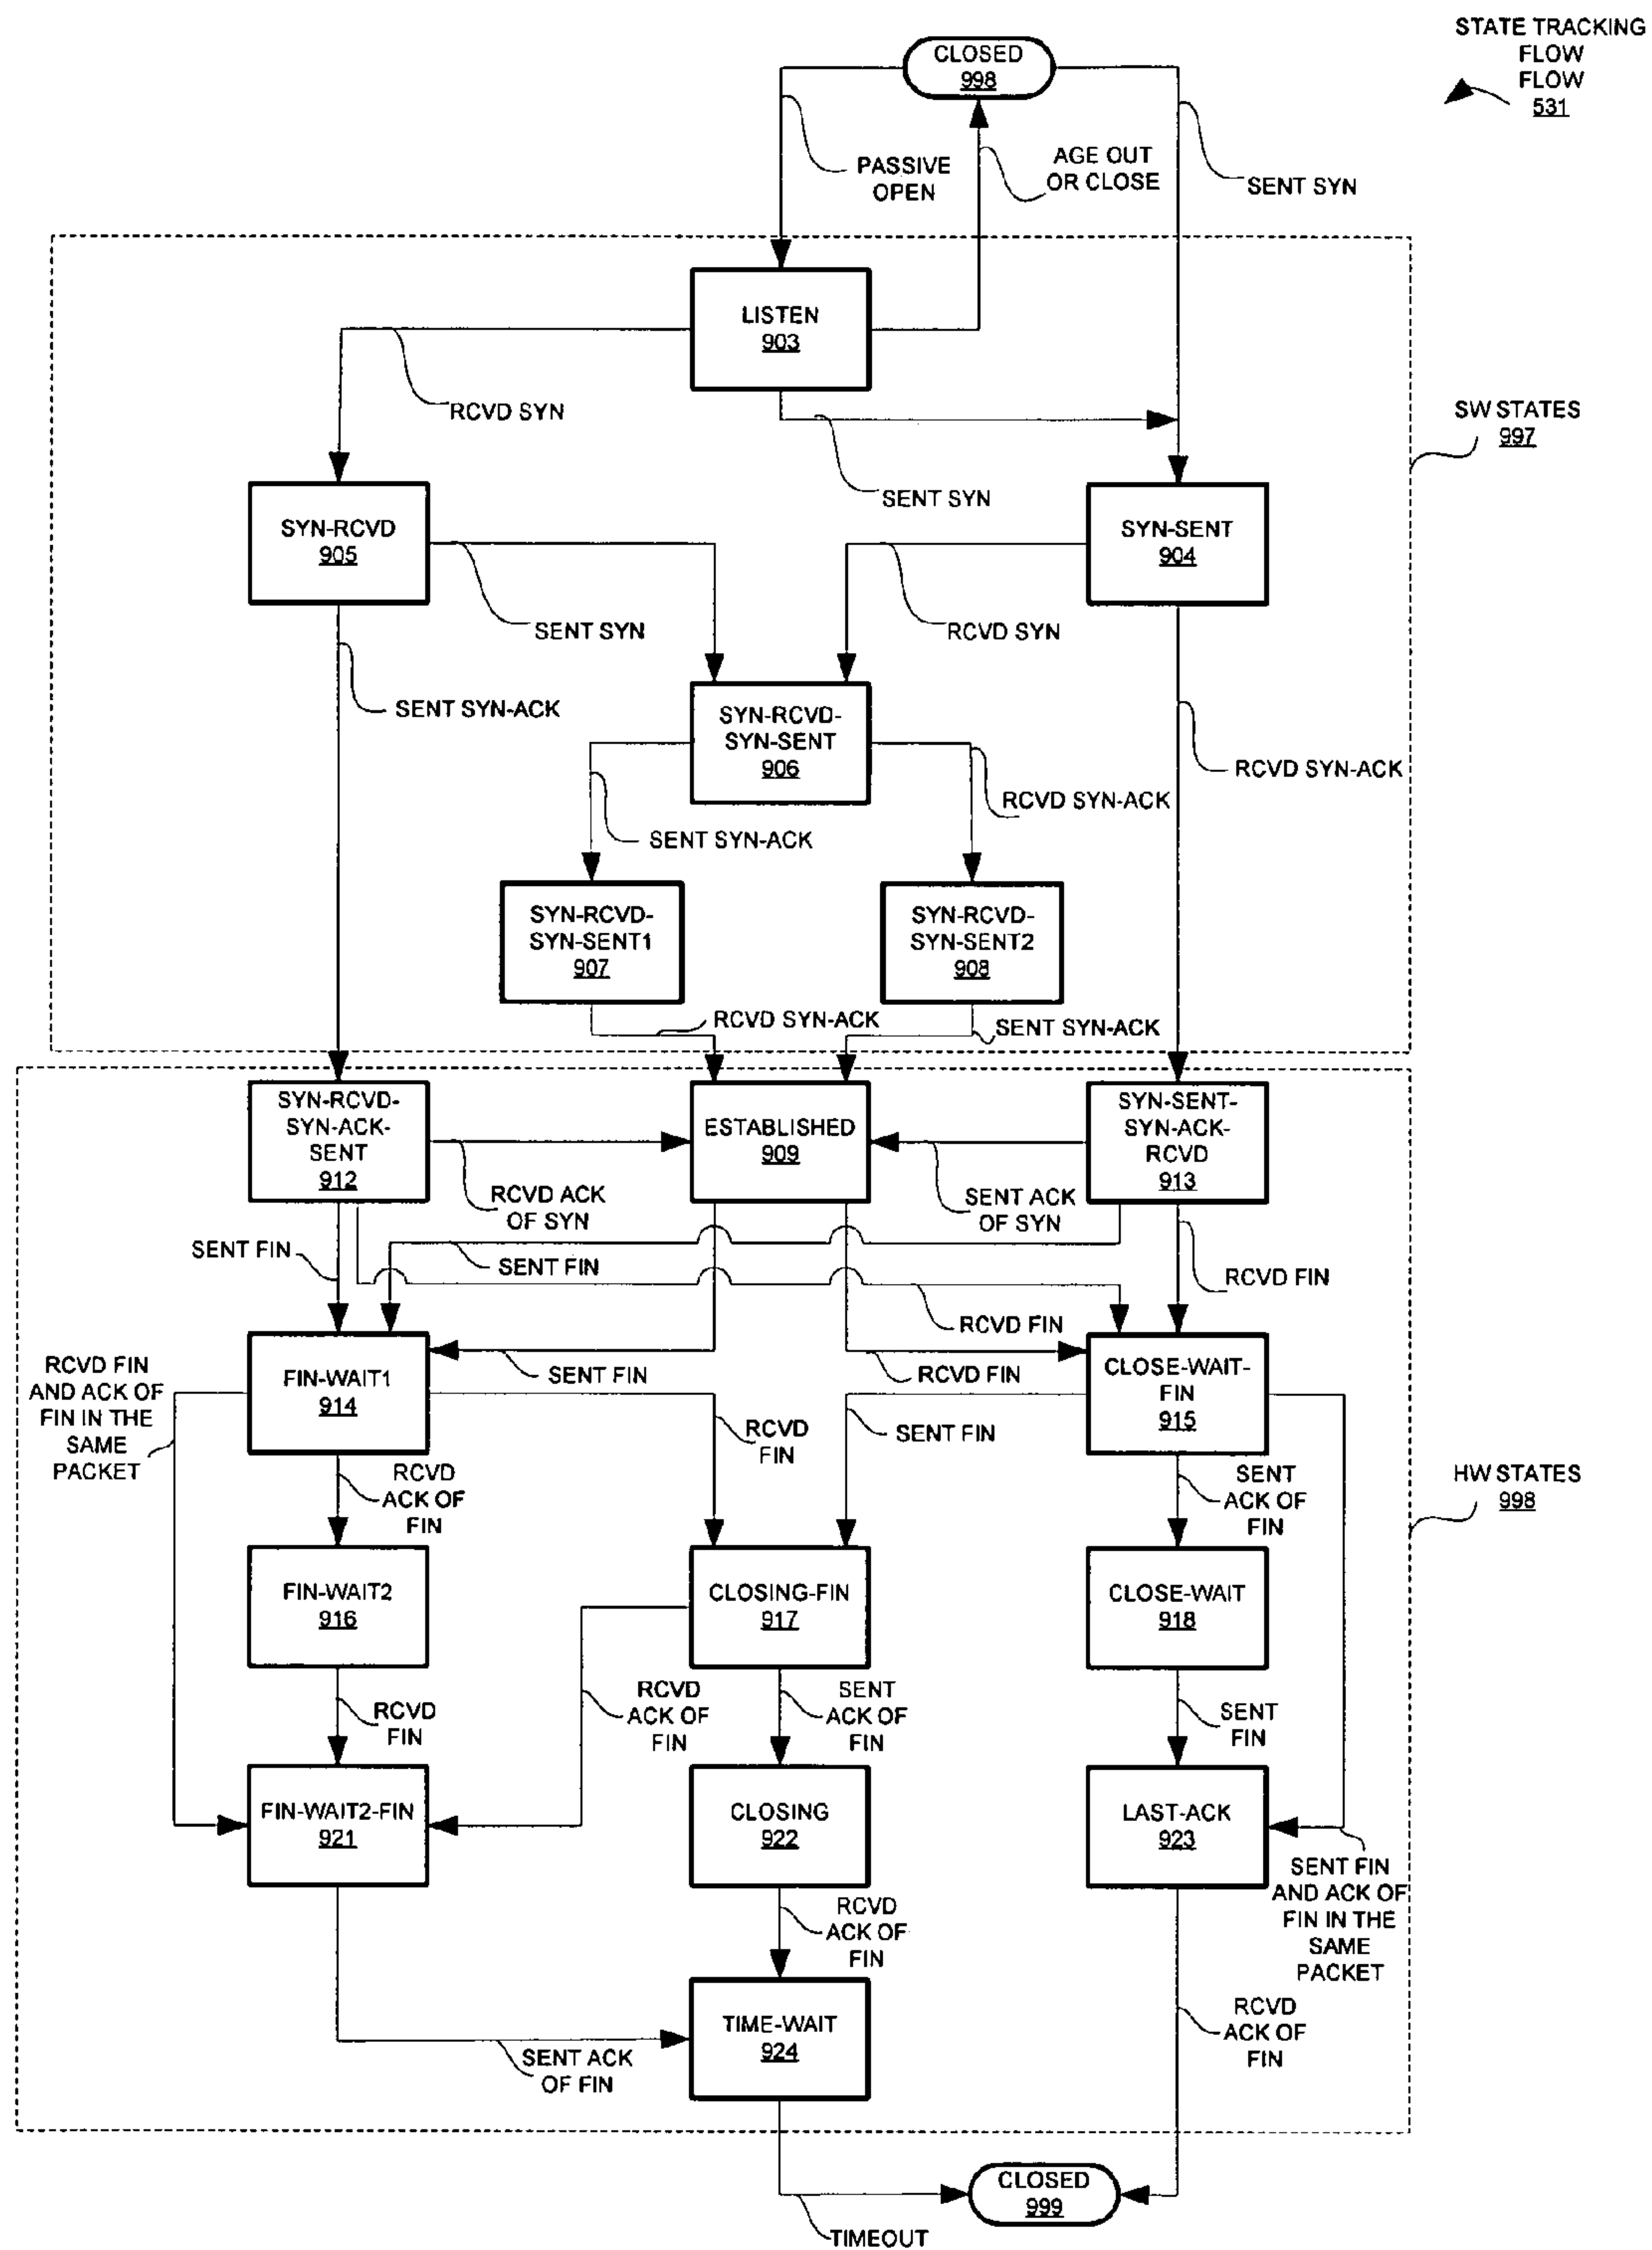 STATE TRACKING
FLOW
FLOW
531
CLOSED
998
PASSIVE
OPEN
AGE OUT
OR CLOSE
SENT SYN
LISTEN
903
RCVD SYN
SENT SYN
SW STATES
997
SYN-RCVD
905
SYN-SENT
904
SENT SYN
RCVD SYN
SENT SYN-ACK
SYN-RCVD-
SYN-SENT
906
RCVD SYN-ACK
RCVD SYN-ACK
SENT SYN-ACK
SYN-RCVD-
SYN-SENT1
907
SYN-RCVD-
SYN-SENT2
908
RCVD SYN-ACK
SENT SYN-ACK
SYN-RCVD-
SYN-ACK-
SENT
912
ESTABLISHED
909
SYN-SENT-
SYN-ACK-
RCVD
913
RCVD ACK
OF SYN
SENT ACK
OF SYN
SENT FIN
SENT FIN
RCVD FIN
RCVD FIN
SENT FIN
RCVD FIN
RCVD FIN
AND ACK OF
FIN IN THE
SAME
PACKET
FIN-WAIT1
914
CLOSE-WAIT-
FIN
915
RCVD
FIN
SENT FIN
RCVD
ACK OF
FIN
SENT
ACK OF
FIN
HW STATES
998
FIN-WAIT2
916
CLOSING-FIN
917
CLOSE-WAIT
918
RCVD
FIN
RCVD
ACK OF
FIN
SENT
ACK OF
FIN
SENT
FIN
FIN-WAIT2-FIN
921
CLOSING
922
LAST-ACK
923
SENT FIN
AND ACK OF
FIN IN THE
SAME
PACKET
RCVD
ACK OF
FIN
TIME-WAIT
924
RCVD
ACK OF
FIN
SENT ACK
OF FIN
CLOSED
999
TIMEOUT